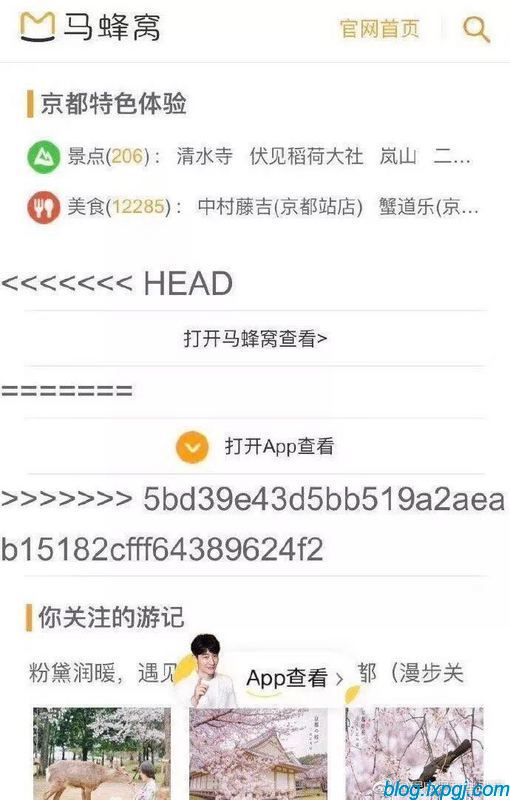 马蜂窝
官网首页
京都特色体验
景点(206)： 清水寺 伏见稻荷大社 岚山 二...
美食(12285)： 中村藤吉(京都站店) 蟹道乐(京...
<<<<<<< HEAD
打开马蜂窝查看>
=======
打开App查看
>>>>>>> 5bd39e43d5bb519a2aea
b15182cfff64389624f2
你关注的游记
粉黛润暖，遇见
App查看 >
都（漫步关
blog.txpgj.com